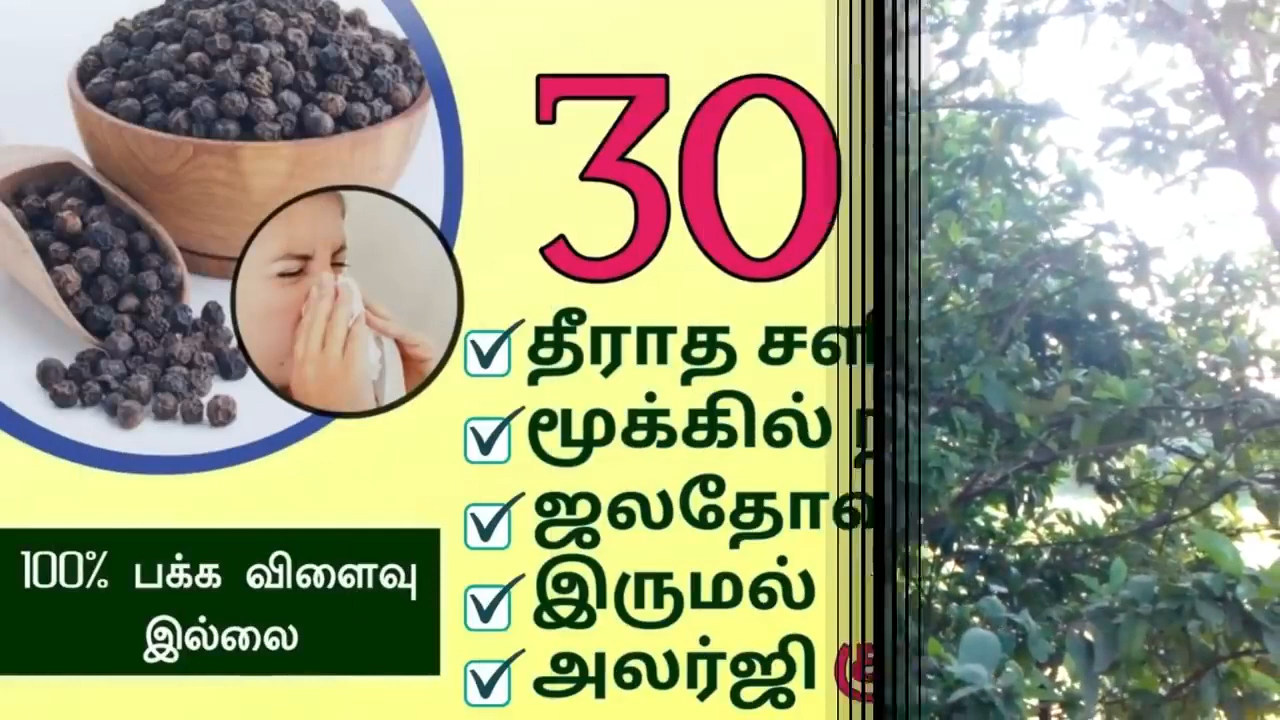 30
தீராத
மூக்கில்
இருமல்
அலர்ஜி
100% பக்க விளைவு
இல்லை